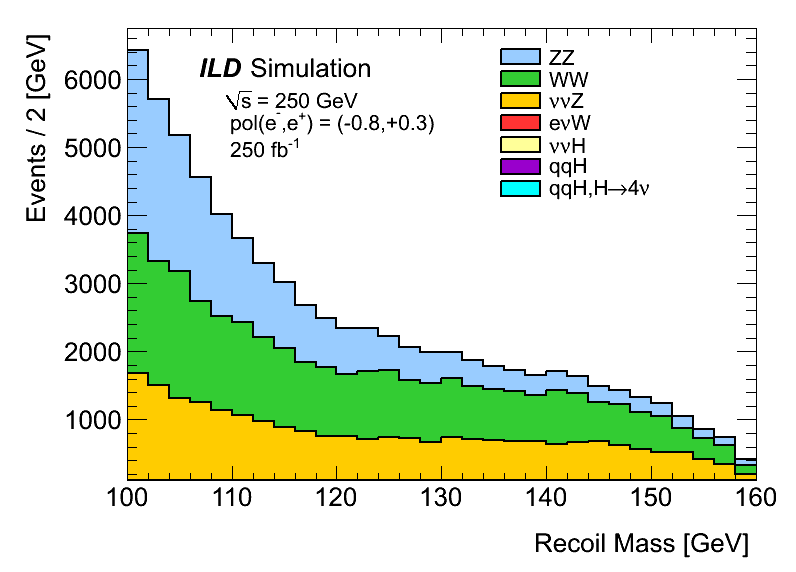 Events / 2 [GeV]
6000
5000
4000
3000
2000
1000
ILD Simulation
√s = 250 GeV
pol(e⁻,e⁺) = (-0.8,+0.3)
250 fb⁻¹
ZZ
WW
ννZ
eνW
ννH
qqH
qqH,H→4ν
100 110 120 130 140 150 160
Recoil Mass [GeV]